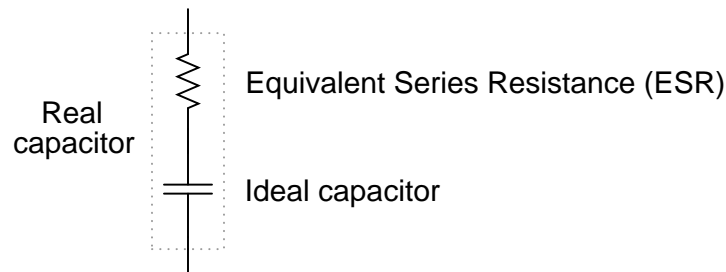 Equivalent Series Resistance (ESR)
Real
capacitor
Ideal capacitor